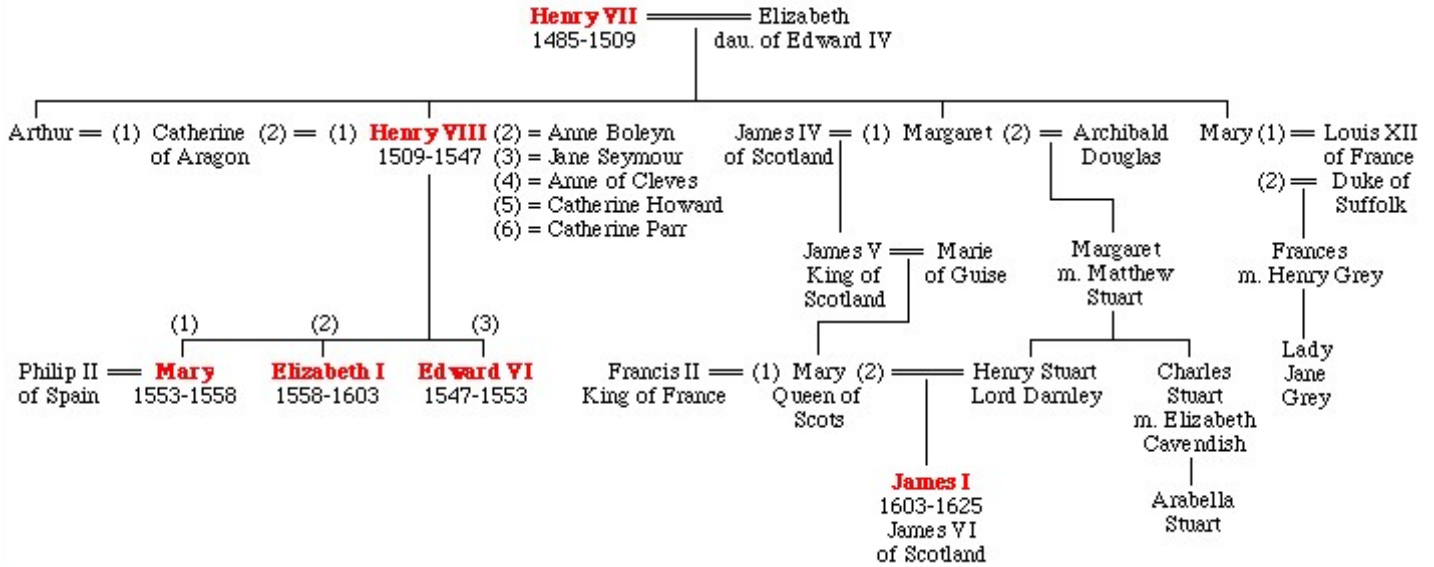 Henry VII Elizabeth
1485-1509 dau. of Edward IV
Arthur = (1) Catherine (2) = (1) Henry VIII (2) = Anne Boleyn
of Aragon 1509-1547 (3) = Jane Seymour
(4) = Anne of Cleves
(5) = Catherine Howard
(6) = Catherine Parr
James IV = (1) Margaret (2) = Archibald
of Scotland Douglas
Mary (1) = Louis XII
of France
(2) = Duke of
Suffolk
James V = Marie
King of of Guise
Scotland
Margaret
m. Matthew
Stuart
Frances
m. Henry Grey
(1) (2) (3)
Philip II = Mary Elizabeth I Edward VI
of Spain 1553-1558 1558-1603 1547-1553
Francis II = (1) Mary (2) Henry Stuart
King of France Queen of Lord Darnley
Scots
Charles
Stuart
m. Elizabeth
Cavendish
Lady
Jane
Grey
James I
1603-1625
James VI
of Scotland
Arabella
Stuart